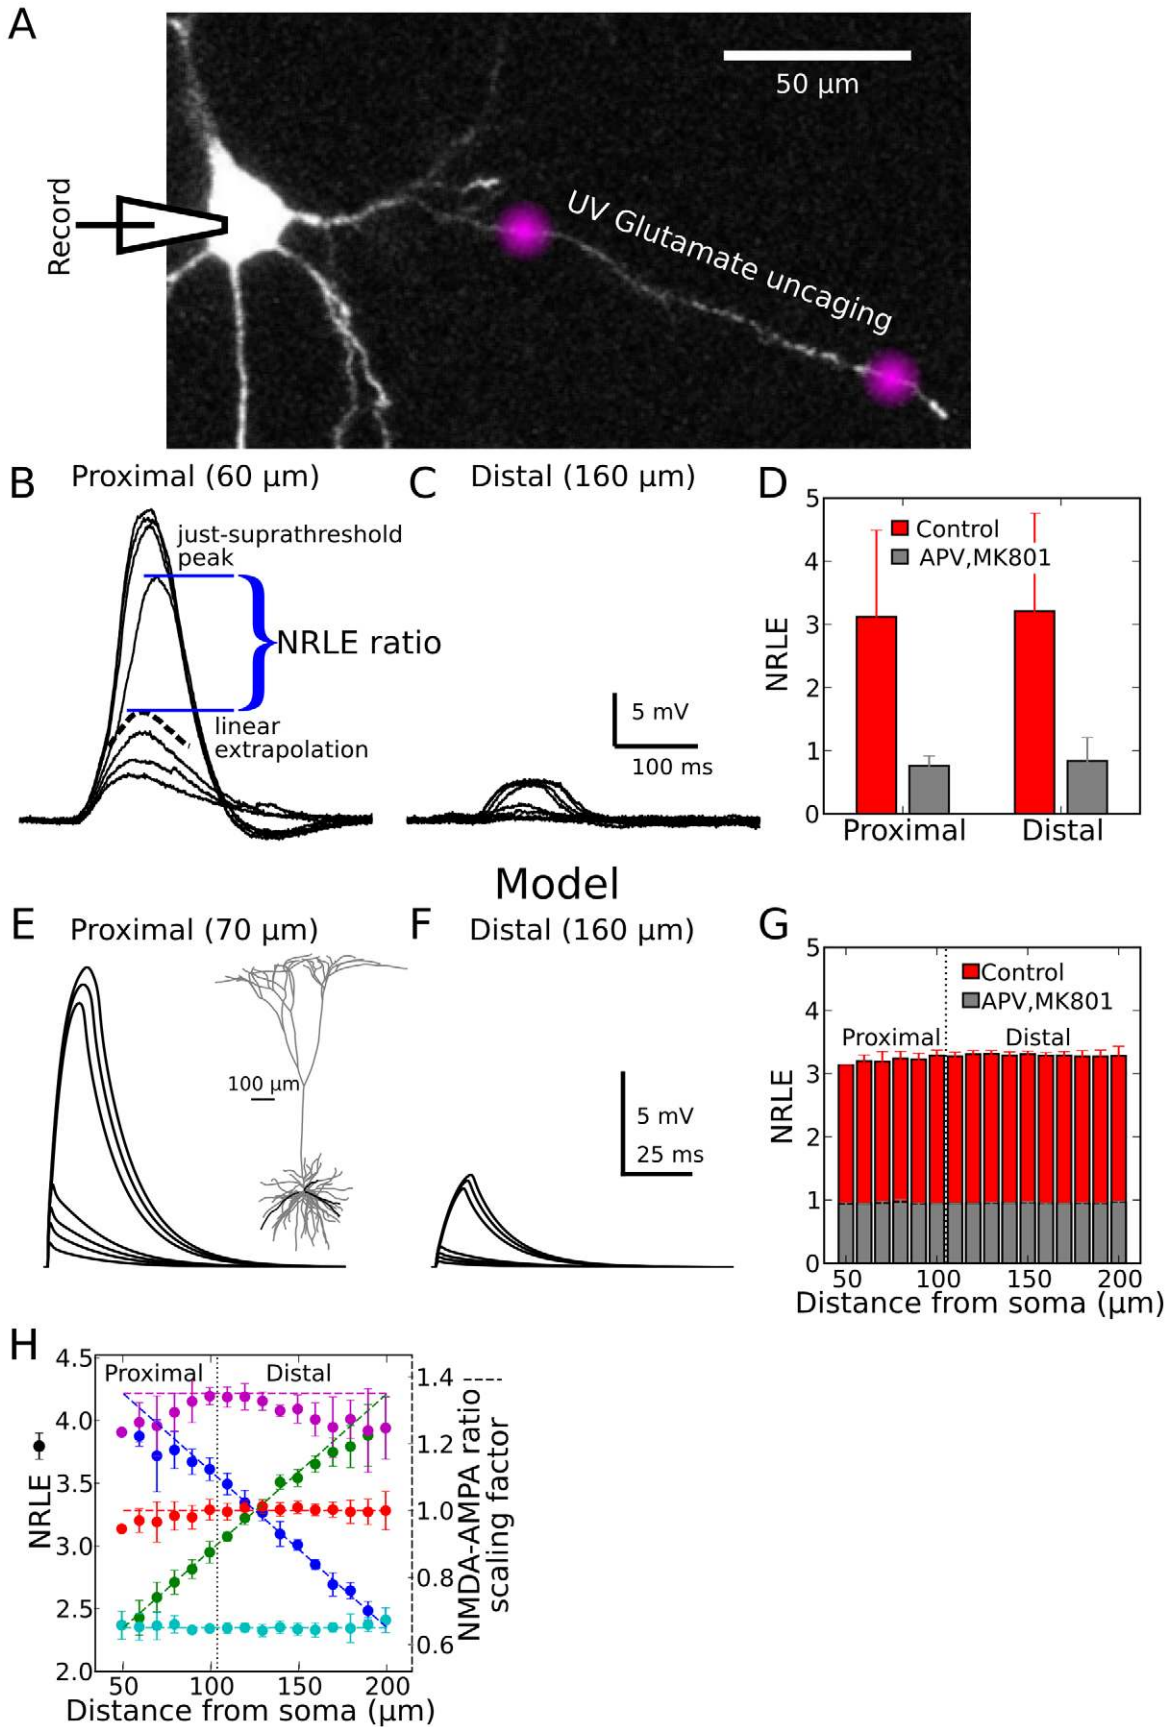 A
50 µm
Record
UV Glutamate uncaging
B Proximal (60 µm)
just-suprathreshold
peak
NRLE ratio
linear
extrapolation
C Distal (160 µm)
5 mV
100 ms
D
5
4
3
2
1
0
NRLE
Control
APV,MK801
Proximal
Distal
Model
E Proximal (70 µm)
100 µm
F Distal (160 µm)
5 mV
25 ms
G
5
4
3
2
1
0
NRLE
Control
APV,MK801
Proximal
Distal
50 100 150 200
Distance from soma (µm)
H
4.5
4.0
3.5
3.0
2.5
2.0
NRLE
Proximal
Distal
1.4
1.2
1.0
0.8
0.6
NMDA-AMPA ratio
scaling factor
50 100 150 200
Distance from soma (µm)